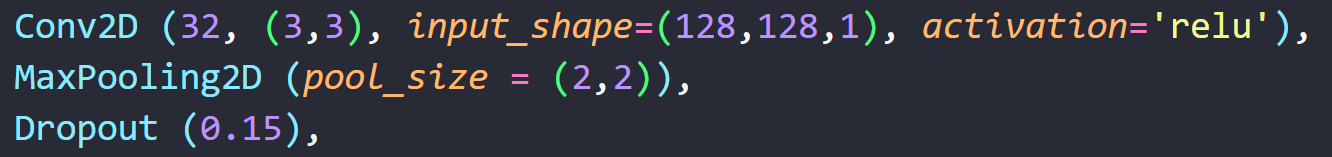 Conv2D (32, (3,3), input_shape=(128,128,1), activation='relu'),
MaxPooling2D (pool_size = (2,2)),
Dropout (0.15),